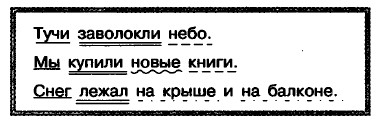 Тучи заволокли небо.
Мы купили новые книги.
Снег лежал на крыше и на балконе.